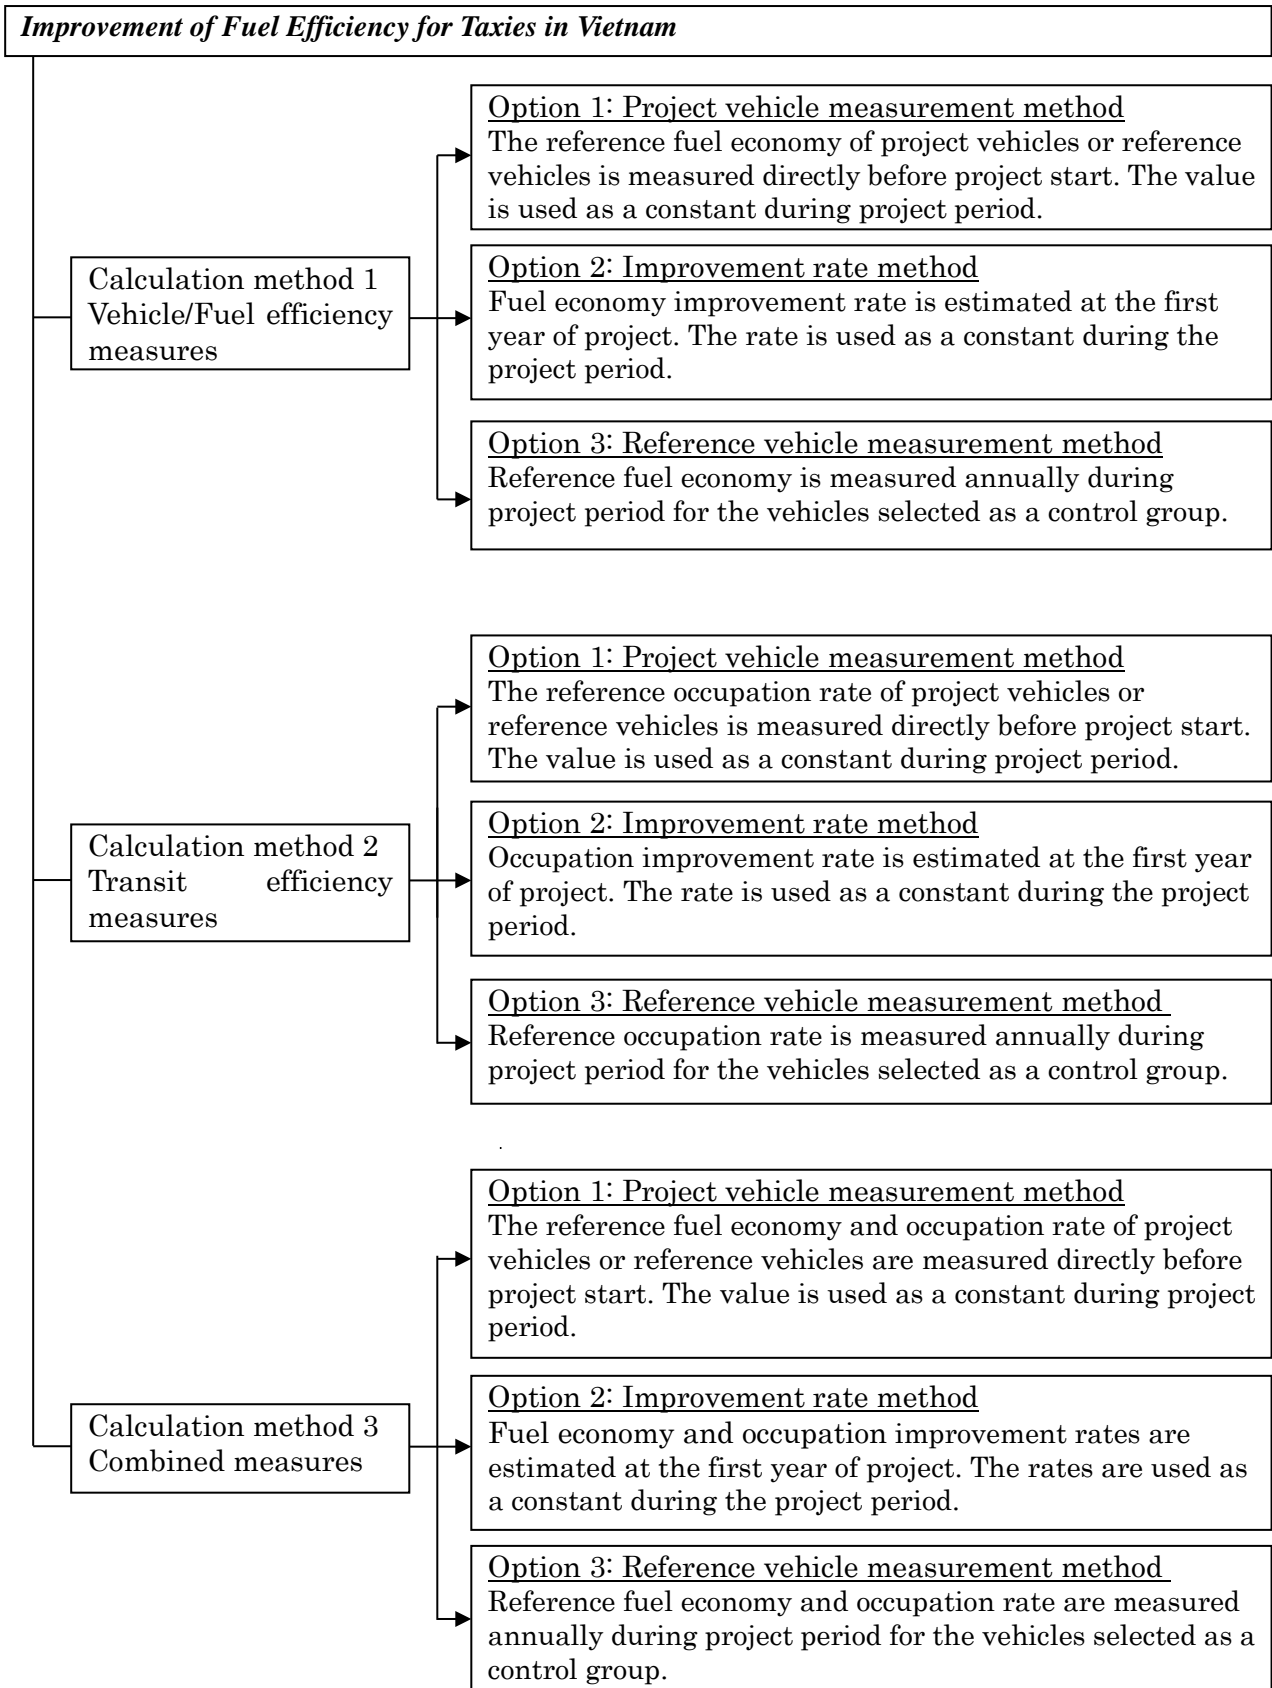 Improvement of Fuel Efficiency for Taxies in Vietnam
Option 1: Project vehicle measurement method
The reference fuel economy of project vehicles or reference
vehicles is measured directly before project start. The value
is used as a constant during project period.
Calculation method 1
Vehicle/Fuel efficiency
measures
Option 2: Improvement rate method
Fuel economy improvement rate is estimated at the first
year of project. The rate is used as a constant during the
project period.
Option 3: Reference vehicle measurement method
Reference fuel economy is measured annually during
project period for the vehicles selected as a control group.
Option 1: Project vehicle measurement method
The reference occupation rate of project vehicles or
reference vehicles is measured directly before project start.
The value is used as a constant during project period.
Calculation method 2
Transit efficiency
measures
Option 2: Improvement rate method
Occupation improvement rate is estimated at the first year
of project. The rate is used as a constant during the project
period.
Option 3: Reference vehicle measurement method
Reference occupation rate is measured annually during
project period for the vehicles selected as a control group.
.
Option 1: Project vehicle measurement method
The reference fuel economy and occupation rate of project
vehicles or reference vehicles are measured directly before
project start. The value is used as a constant during project
period.
Calculation method 3
Combined measures
Option 2: Improvement rate method
Fuel economy and occupation improvement rates are
estimated at the first year of project. The rates are used as
a constant during the project period.
Option 3: Reference vehicle measurement method
Reference fuel economy and occupation rate are measured
annually during project period for the vehicles selected as a
control group.